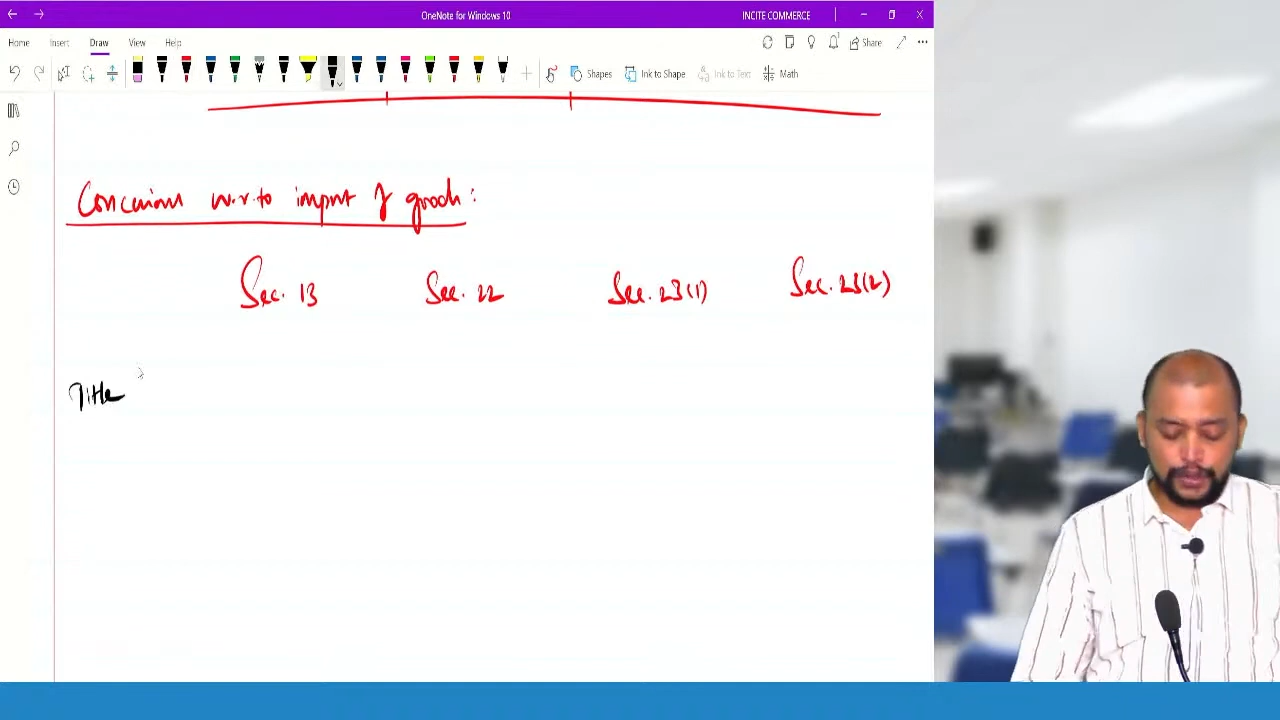 OneNote for Windows 10
INCITE COMMERCE
Home Insert Draw View Help
Share
Shapes Ink to Shape Ink to Text Math
Concessions w.r.to import of goods:
Sec. 13 Sec. 22 Sec. 23(1) Sec. 23(2)
Title